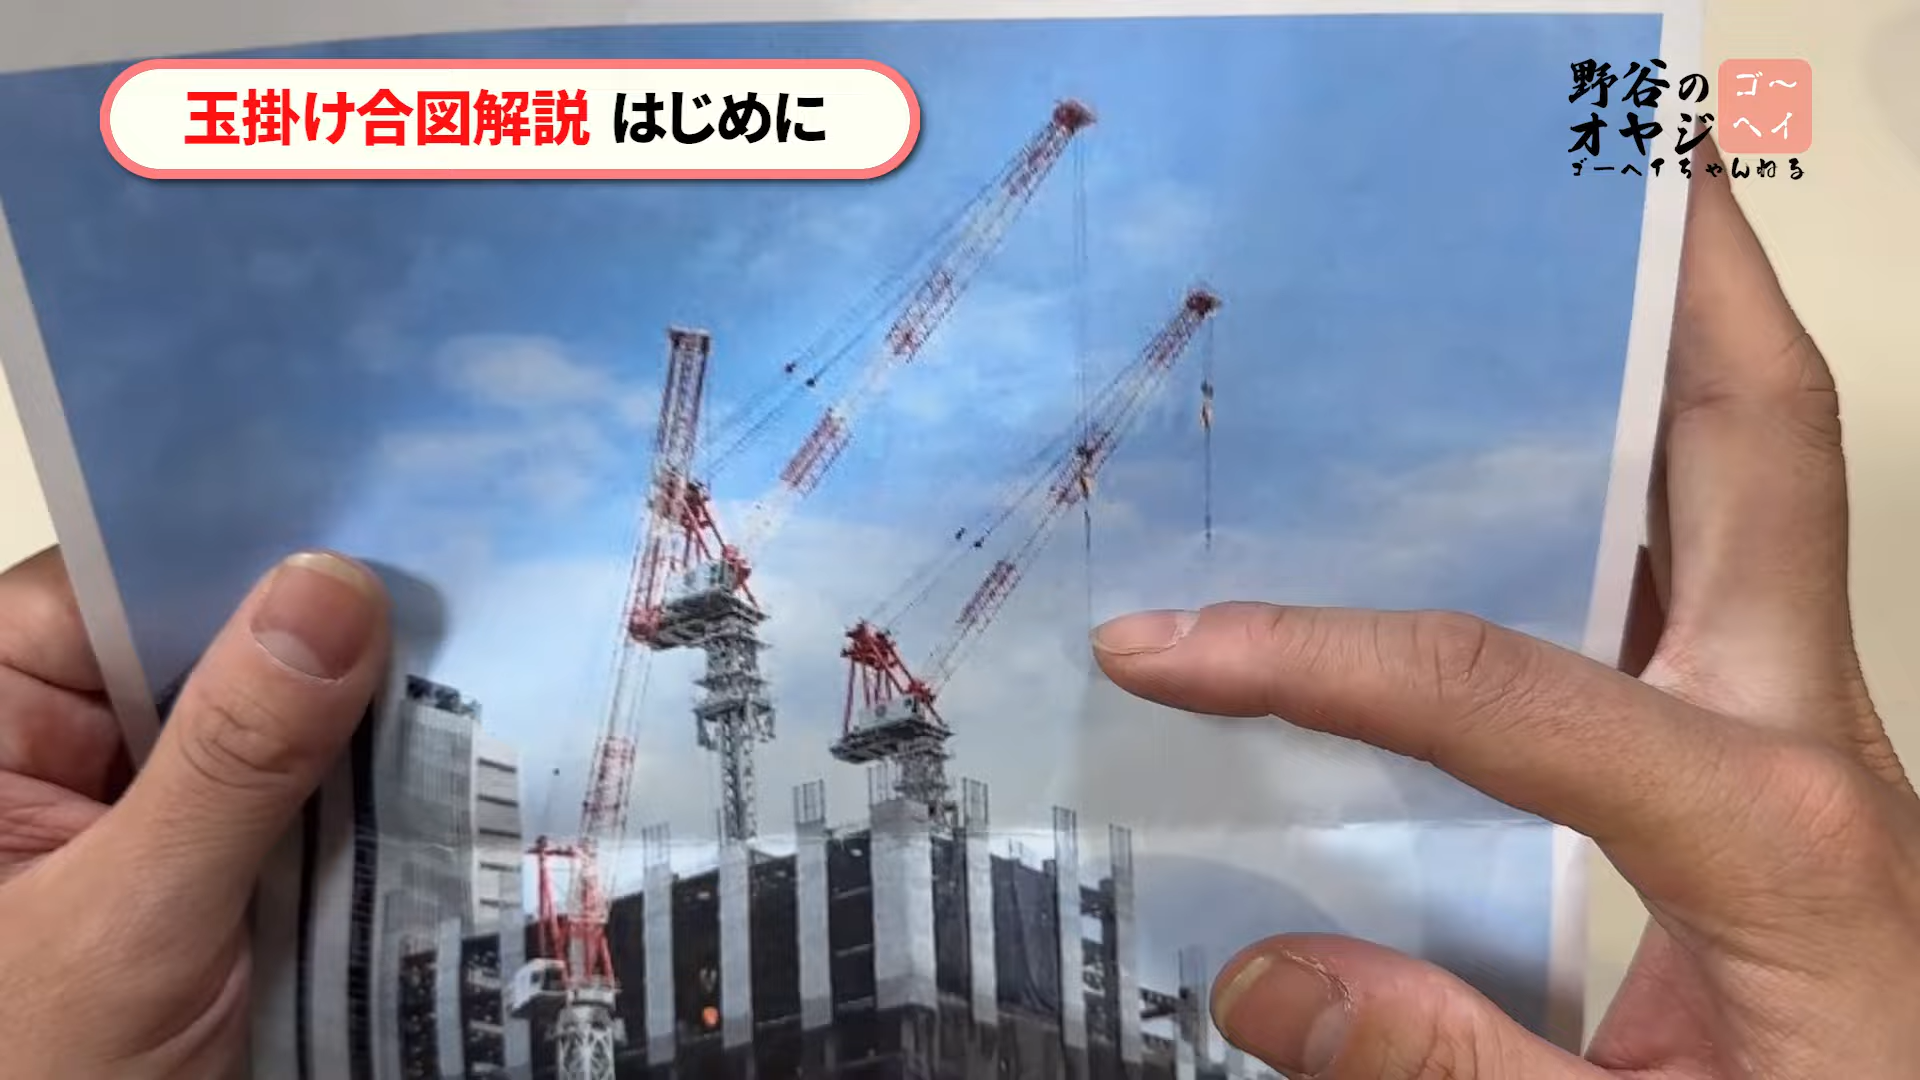 玉掛け合図解説 はじめに
野谷の
オヤジ
ゴ〜
ヘイ
ゴーヘイちゃんねる